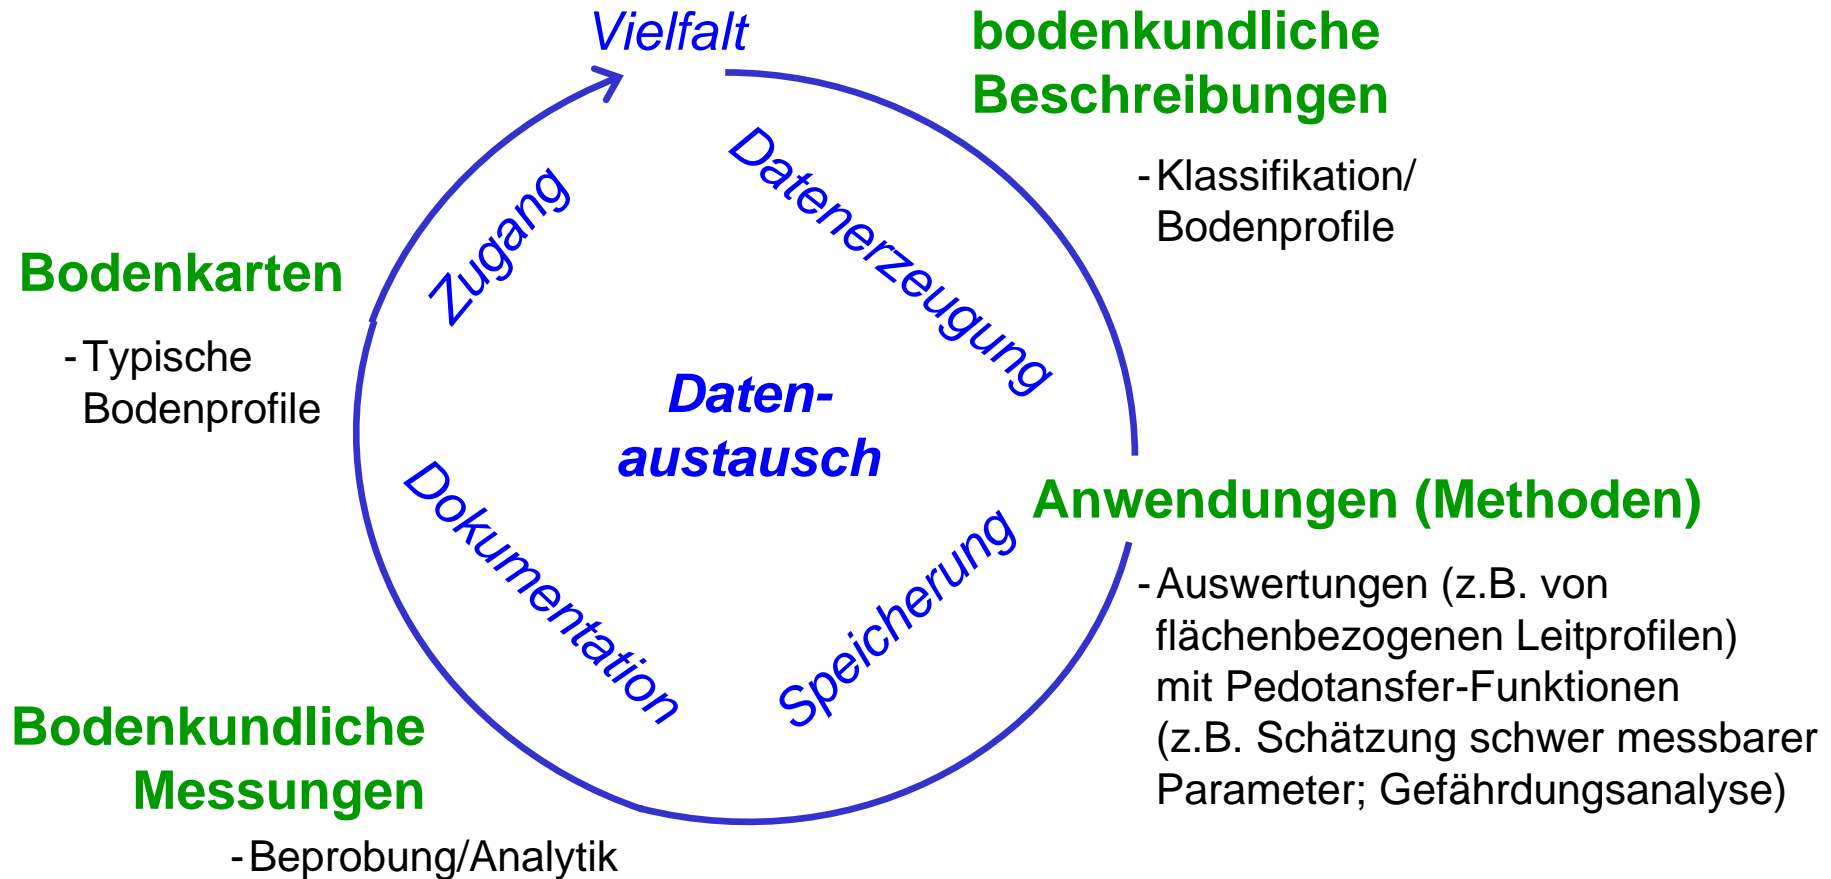 Vielfalt
bodenkundliche
Beschreibungen
-Klassifikation/
Bodenprofile
Datenerzeugung
Zugang
Bodenkarten
-Typische
Bodenprofile
Daten-
austausch
Anwendungen (Methoden)
-Auswertungen (z.B. von
flächenbezogenen Leitprofilen)
mit Pedotansfer-Funktionen
(z.B. Schätzung schwer messbarer
Parameter; Gefährdungsanalyse)
Speicherung
Dokumentation
Bodenkundliche
Messungen
-Beprobung/Analytik